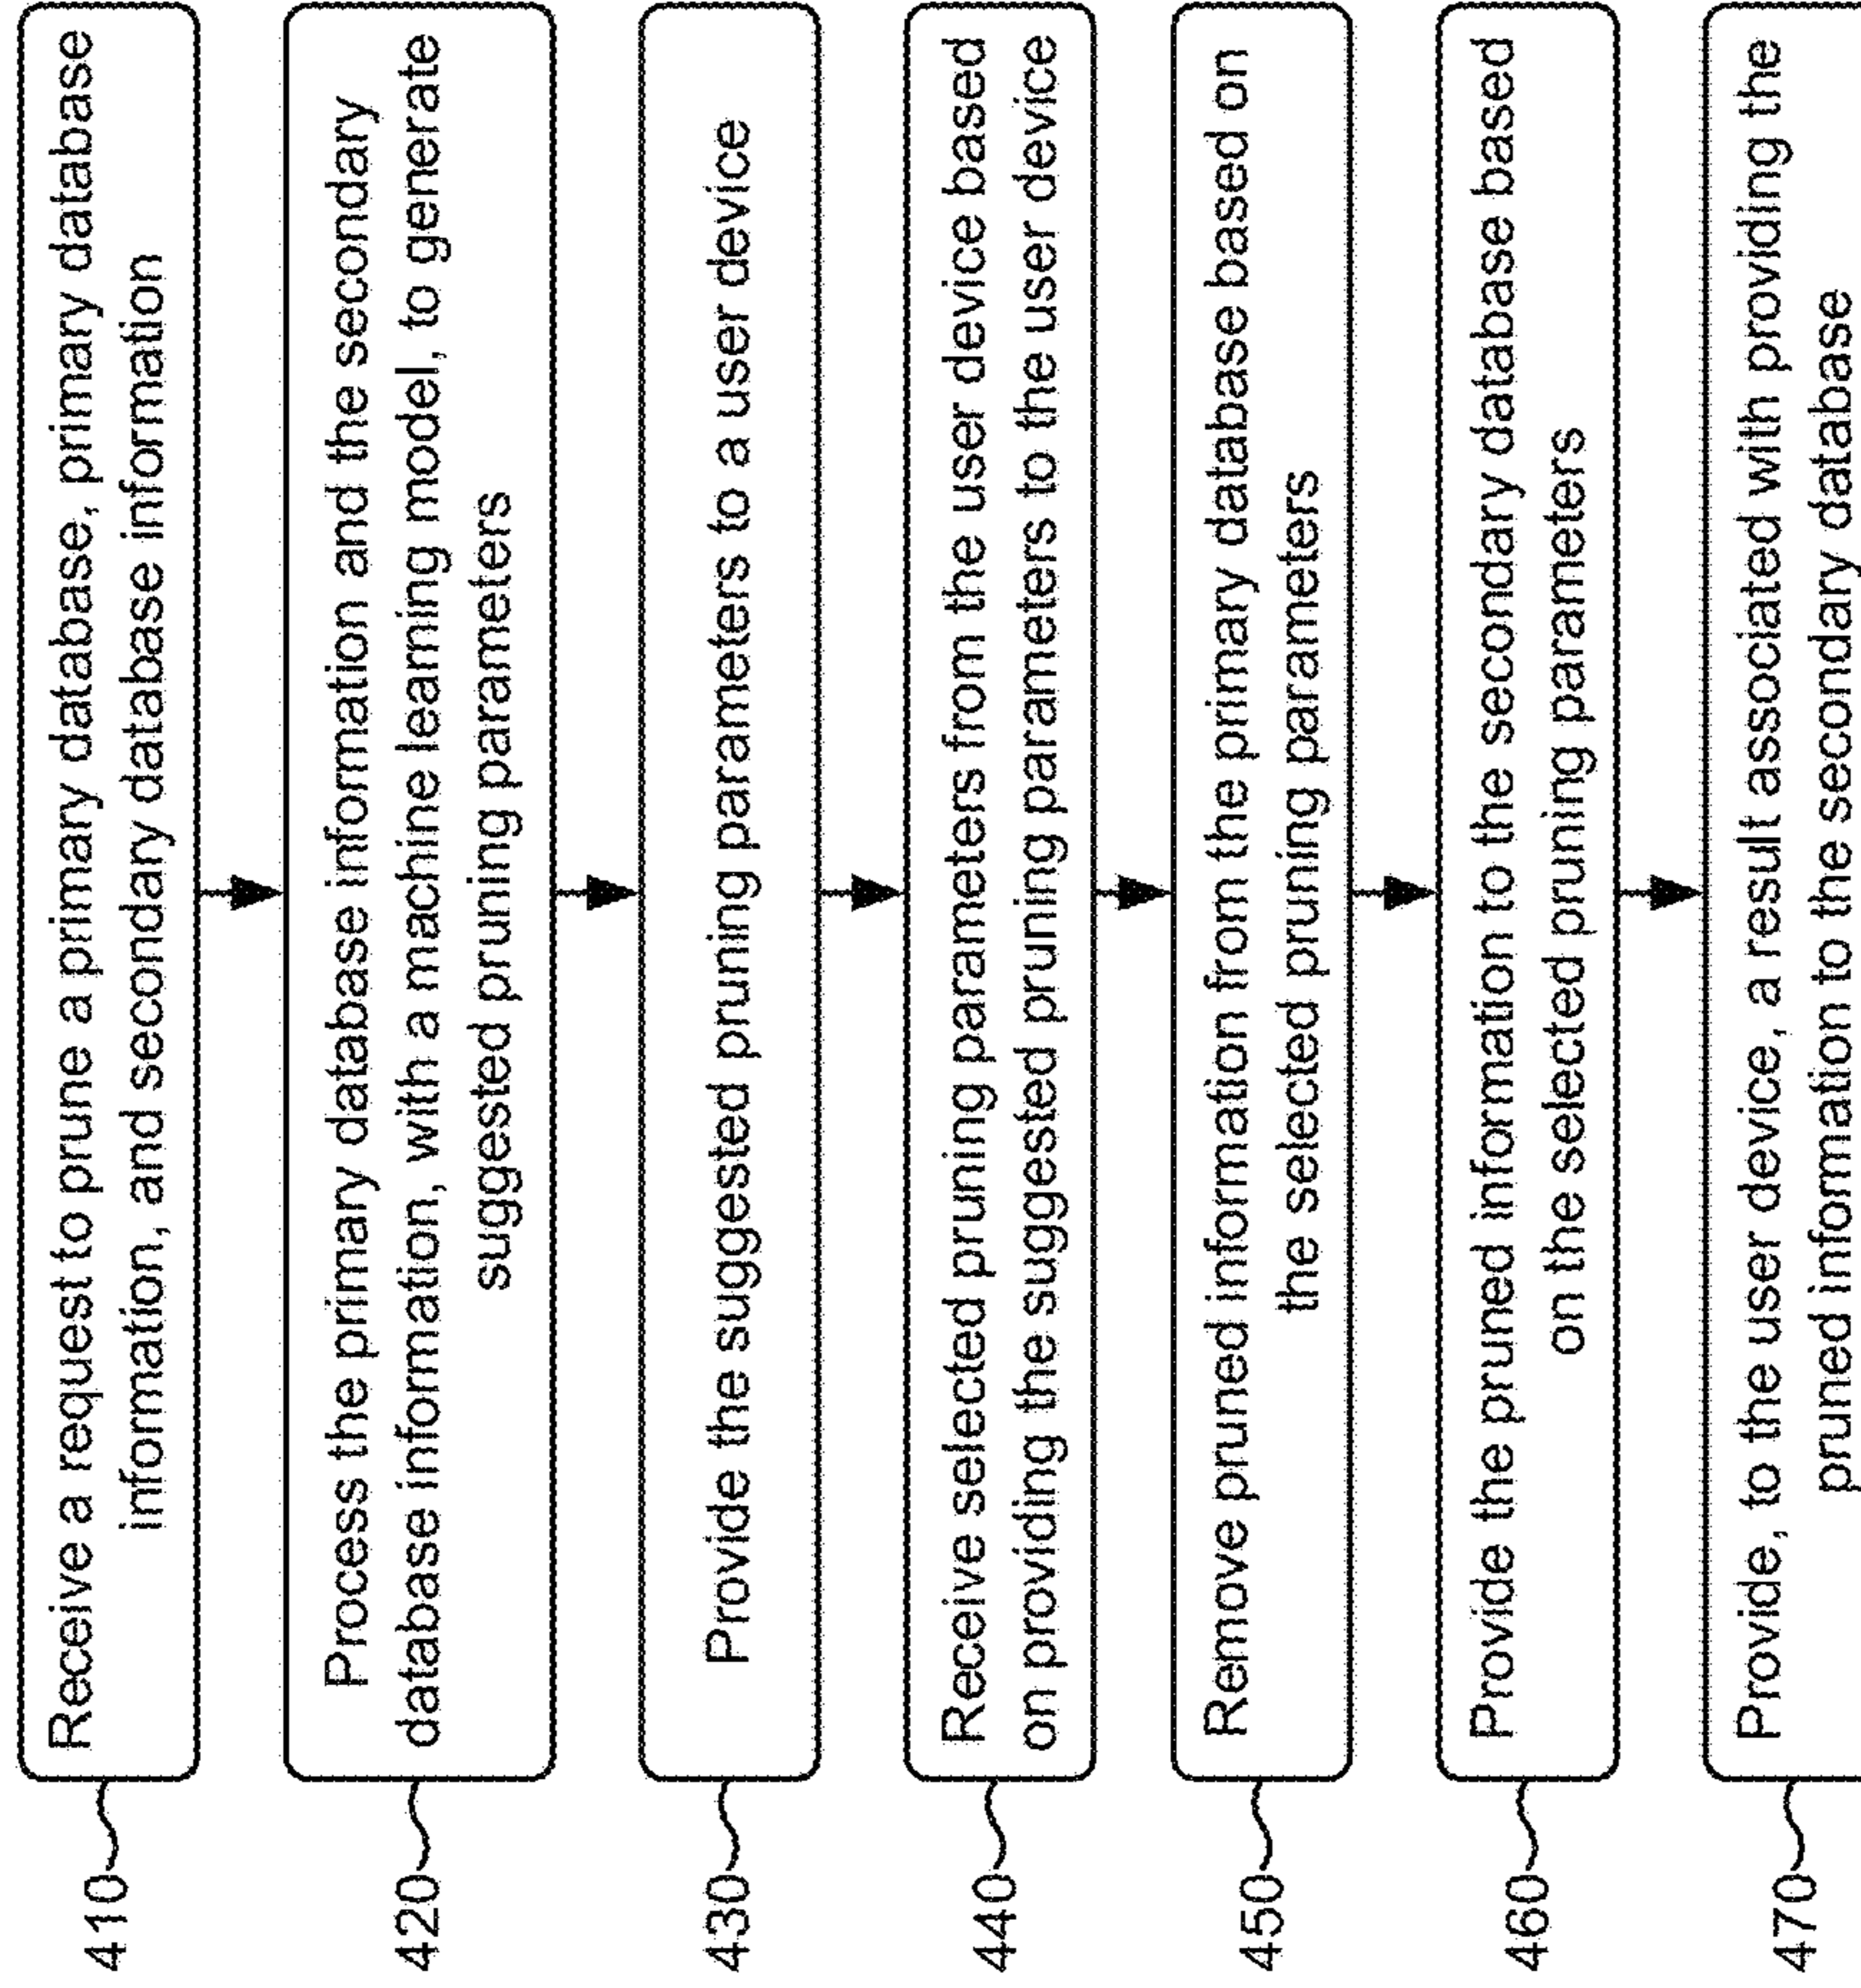 410
Receive a request to prune a primary database, primary database
information, and secondary database information
420
Process the primary database information and the secondary
database information, with a machine learning model, to generate
suggested pruning parameters
430
Provide the suggested pruning parameters to a user device
440
Receive selected pruning parameters from the user device based
on providing the suggested pruning parameters to the user device
450
Remove pruned information from the primary database based on
the selected pruning parameters
460
Provide the pruned information to the secondary database based
on the selected pruning parameters
470
Provide, to the user device, a result associated with providing the
pruned information to the secondary database